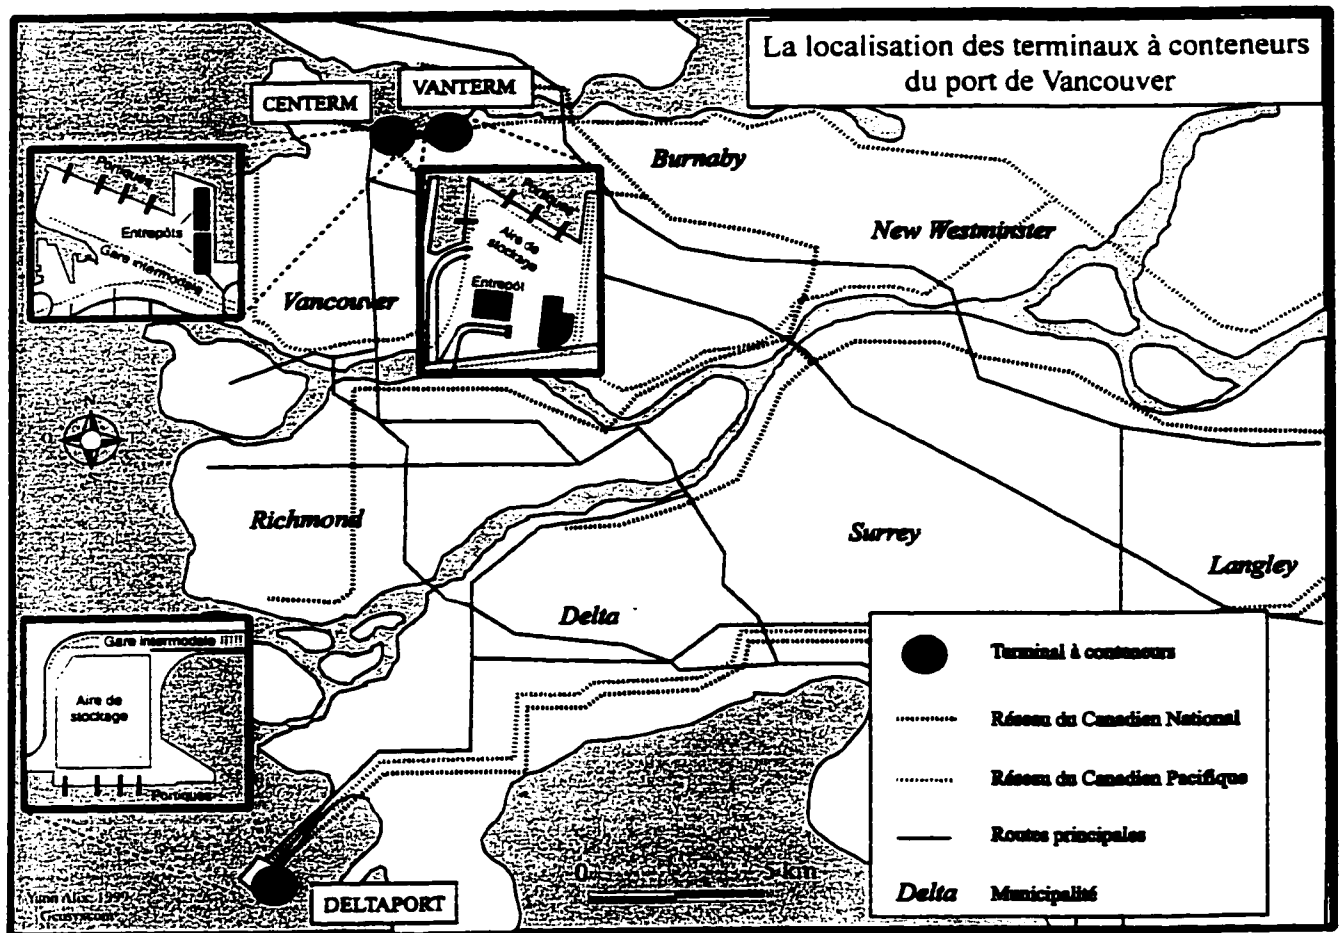 La localisation des terminaux à conteneurs
du port de Vancouver
CENTERM
VANTERM
Burnaby
New Westminster
Vancouver
Richmond
Surrey
Langley
Delta
Portiques
Entrepôts
Gare intermodale
Portiques
Aire de
stockage
Entrepôt
N
O
Gare intermodale
Aire de
stockage
Portiques
DELTAPORT
0 5 km
Terminal à conteneurs
Réseau du Canadien National
Réseau du Canadien Pacifique
Routes principales
Delta Municipalité
Yann Alix